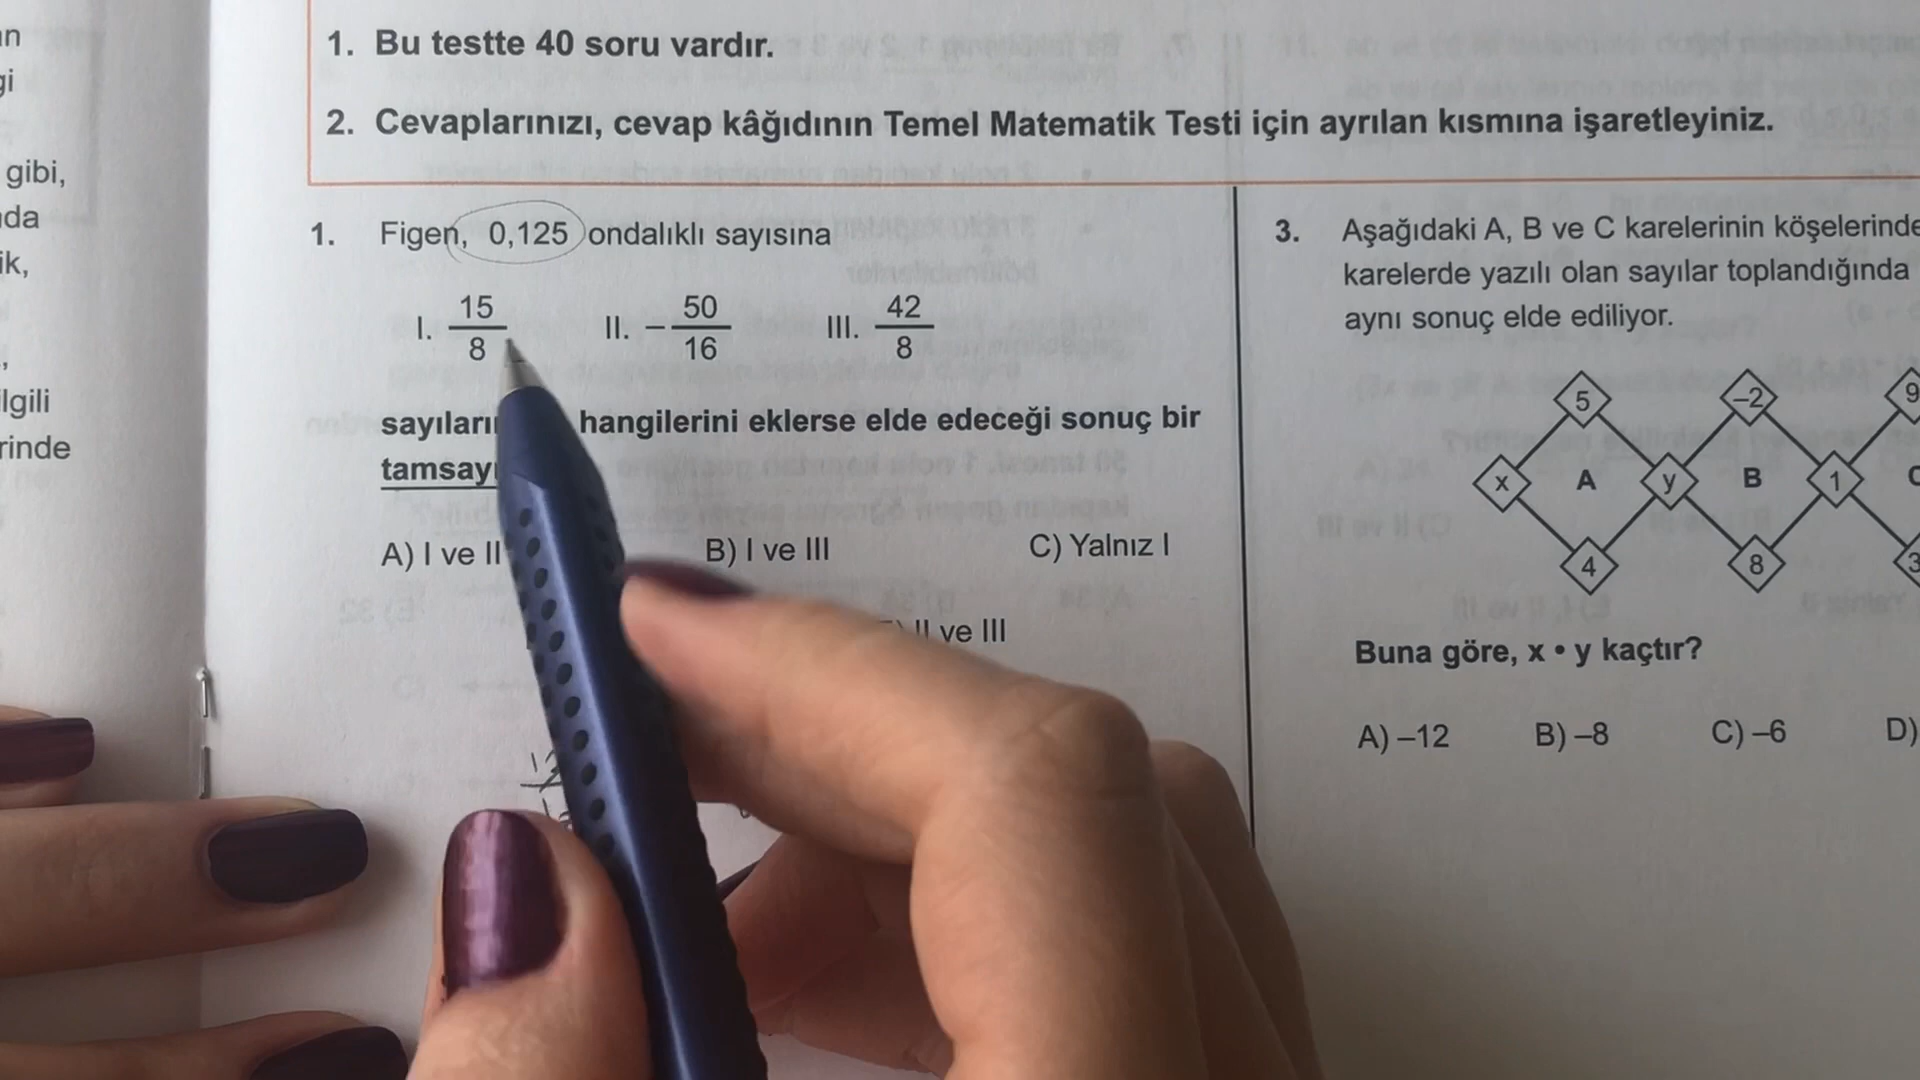 gibi,
ik,
1. Bu testte 40 soru vardır.
2. Cevaplarınızı, cevap kâğıdının Temel Matematik Testi için ayrılan kısmına işaretleyiniz.
1. Figen, 0,125 ondalıklı sayısına
I. 15/8 II. -50/16 III. 42/8
hangilerini eklerse elde edeceği sonuç bir
A) I ve II B) I ve III C) Yalnız I
II ve III
3. Aşağıdaki A, B ve C karelerinin
karelerde yazılı olan sayılar toplandığında
aynı sonuç elde ediliyor.
5 -2 9
x A y B 1
4 8 3
Buna göre, x • y kaçtır?
A) –12 B) –8 C) –6 D)